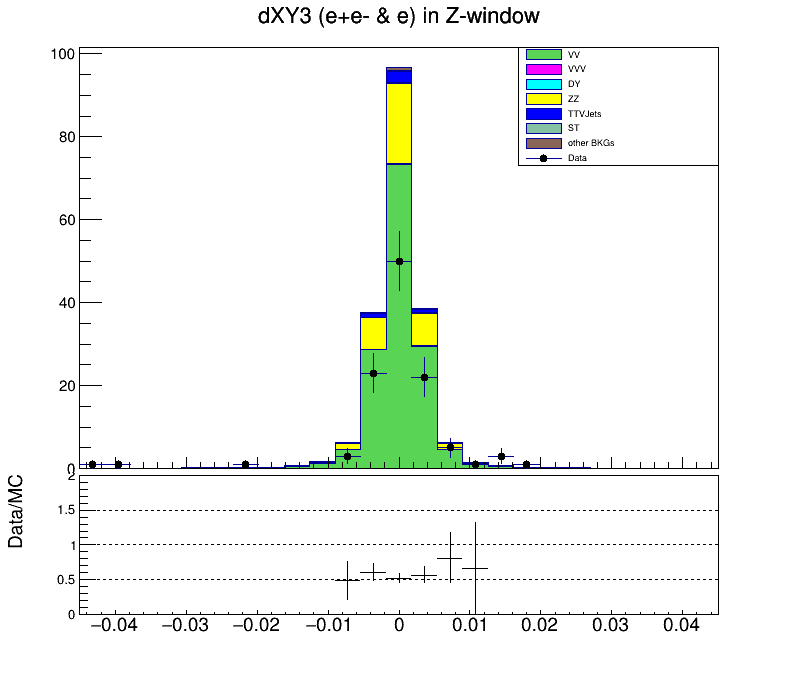 dXY3 (e+e- & e) in Z-window
100
80
60
40
20
0
VV
VVV
DY
ZZ
TTVJets
ST
other BKGs
Data
Data/MC
2
1.5
1
0.5
0
−0.04
−0.03
−0.02
−0.01
0
0.01
0.02
0.03
0.04